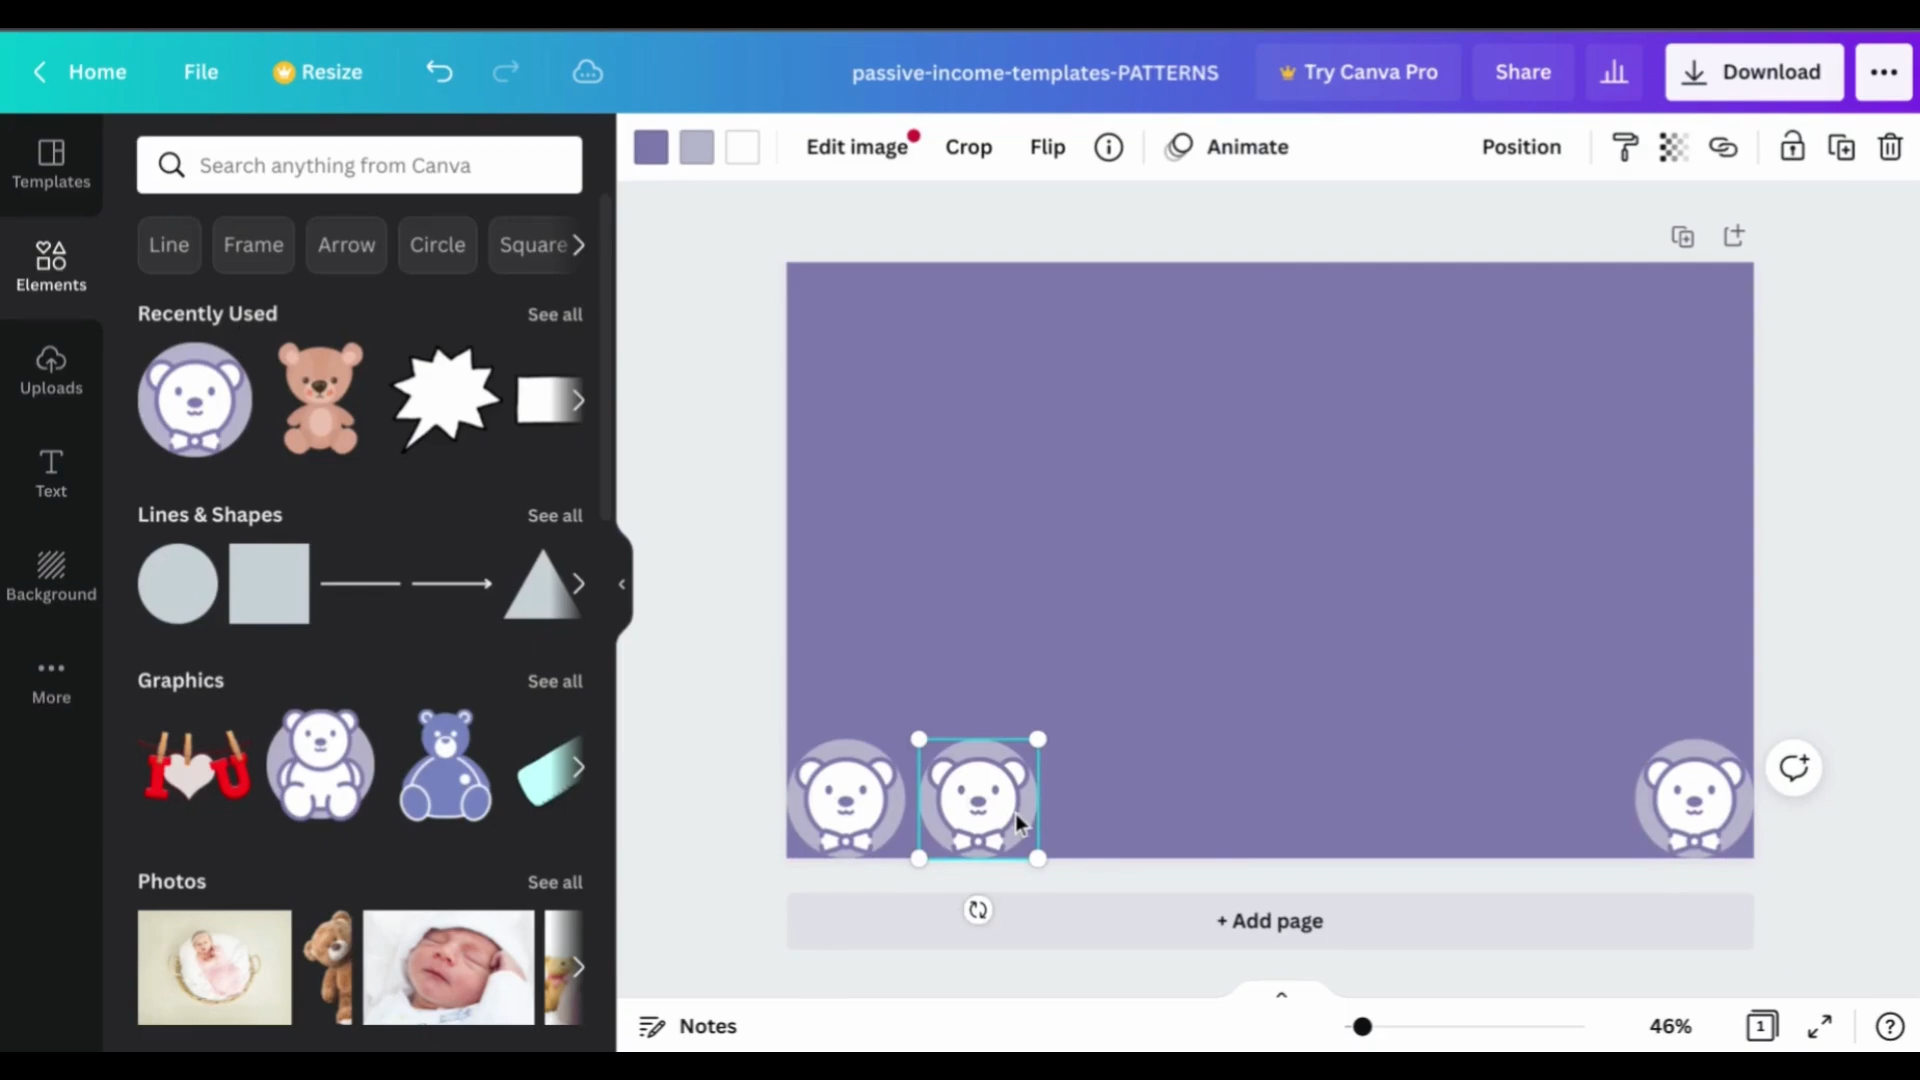 Home File Resize passive-income-templates-PATTERNS Try Canva Pro Share Download
Templates
Elements
Uploads
Text
Background
More
Search anything from Canva
Line Frame Arrow Circle Square
Recently Used See all
Lines & Shapes See all
Graphics See all
I U
Photos See all
Edit image Crop Flip Animate Position
+ Add page
Notes 46% 1